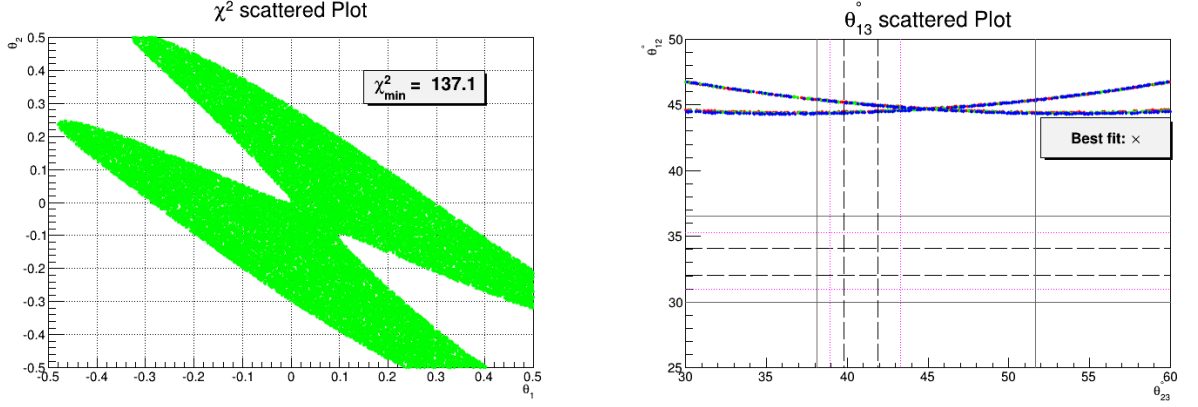 χ² scattered Plot
θ₂
0.5
0.4
0.3
0.2
0.1
0
-0.1
-0.2
-0.3
-0.4
-0.5
χ²min = 137.1
-0.5 -0.4 -0.3 -0.2 -0.1 0 0.1 0.2 0.3 0.4 0.5
θ₁
θ₁₃° scattered Plot
θ₁₂°
50
45
40
35
30
25
Best fit: ×
30 35 40 45 50 55 60
θ₂₃°